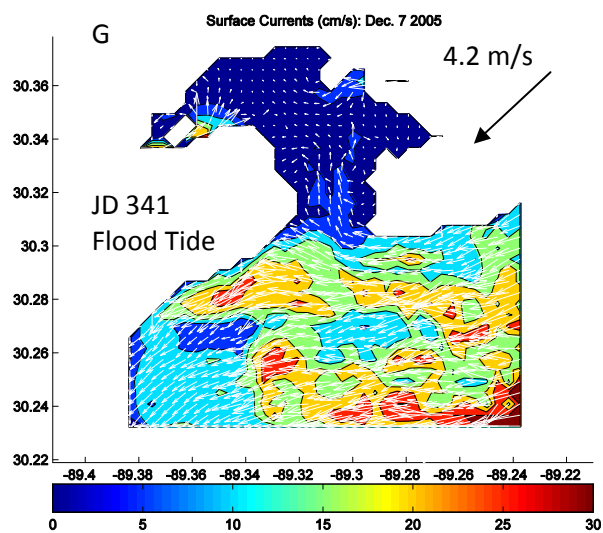 Surface Currents (cm/s): Dec. 7 2005
G
4.2 m/s
30.36
30.34
30.32
JD 341
Flood Tide
30.3
30.28
30.26
30.24
30.22
-89.4 -89.38 -89.36 -89.34 -89.32 -89.3 -89.28 -89.26 -89.24 -89.22
0 5 10 15 20 25 30